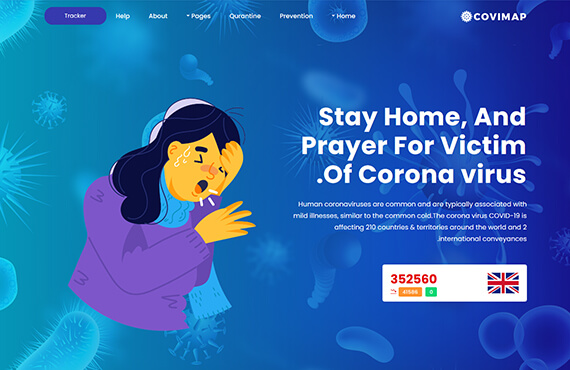 Tracker Help About Pages Qurantine Prevention Home COVIMAP
Stay Home, And
Prayer For Victim
.Of Corona virus
Human coronaviruses are common and are typically associated with
mild illnesses, similar to the common cold.The corona virus COVID-19 is
affecting 210 countries & territories around the world and 2
.international conveyances
352560
41586 0